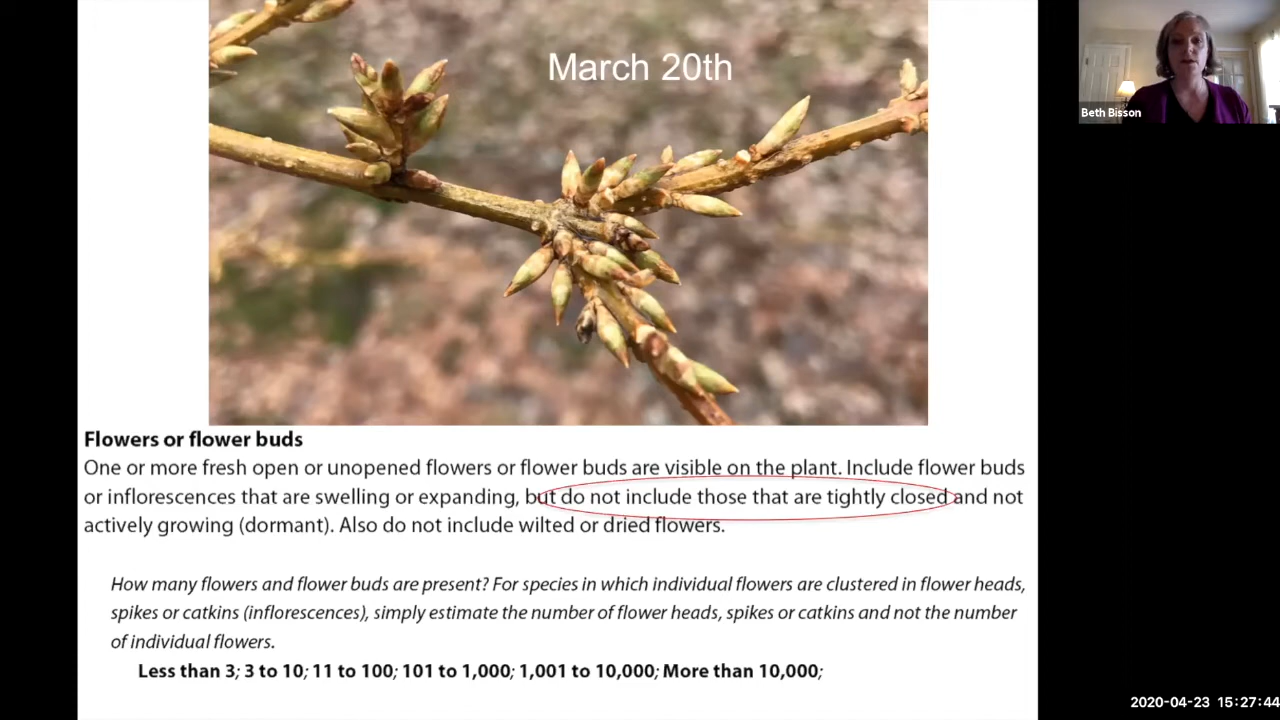 March 20th
Beth Bisson
Flowers or flower buds
One or more fresh open or unopened flowers or flower buds are visible on the plant. Include flower buds
or inflorescences that are swelling or expanding, but do not include those that are tightly closed and not
actively growing (dormant). Also do not include wilted or dried flowers.
How many flowers and flower buds are present? For species in which individual flowers are clustered in flower heads,
spikes or catkins (inflorescences), simply estimate the number of flower heads, spikes or catkins and not the number
of individual flowers.
Less than 3; 3 to 10; 11 to 100; 101 to 1,000; 1,001 to 10,000; More than 10,000;
2020-04-23 15:27:44